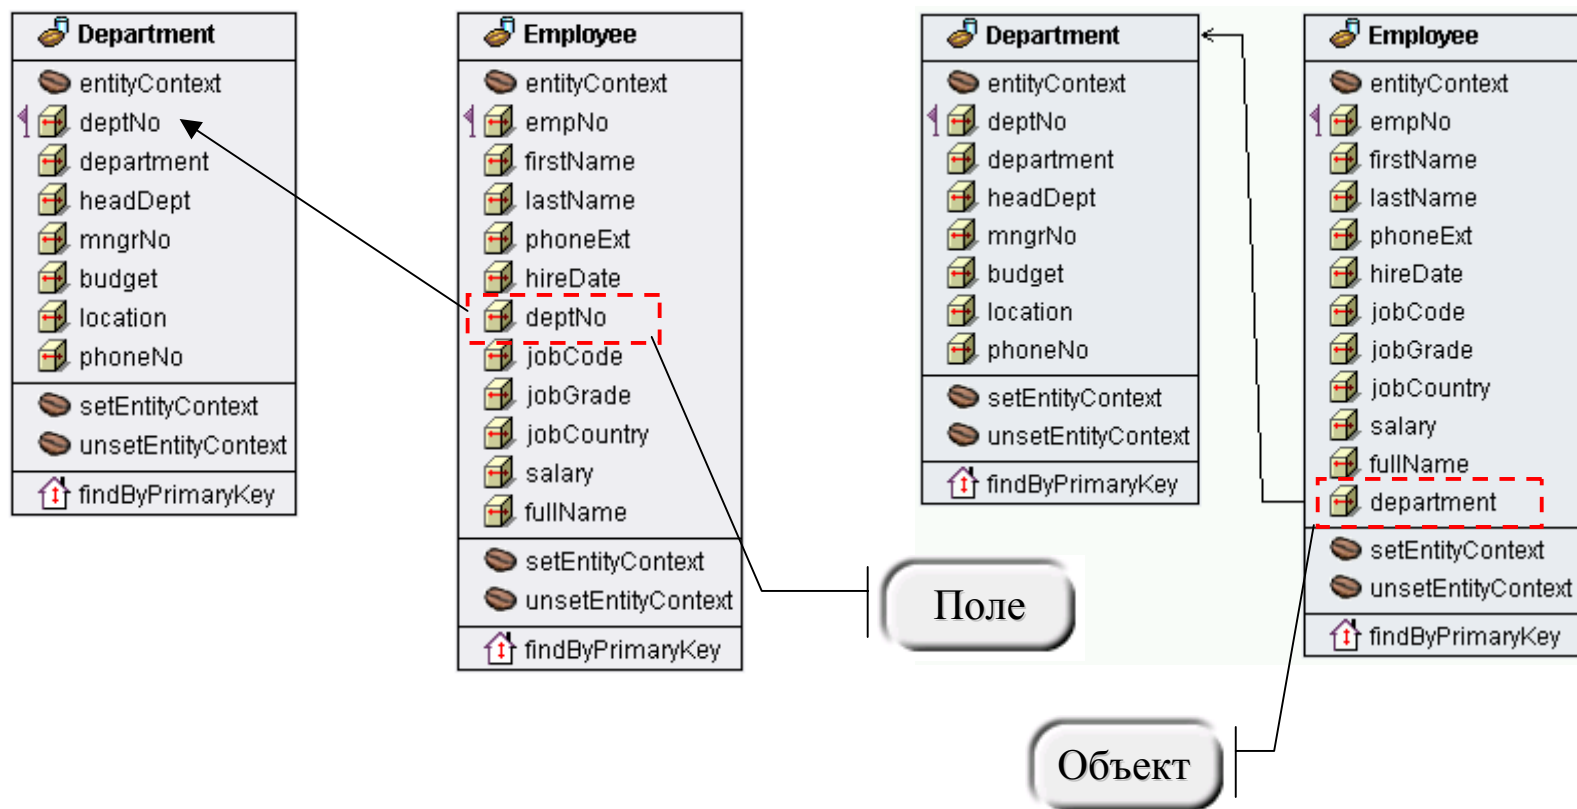 Department
entityContext
deptNo
department
headDept
mngrNo
budget
location
phoneNo
setEntityContext
unsetEntityContext
findByPrimaryKey
Employee
entityContext
empNo
firstName
lastName
phoneExt
hireDate
deptNo
jobCode
jobGrade
jobCountry
salary
fullName
setEntityContext
unsetEntityContext
findByPrimaryKey
Поле
Department
entityContext
deptNo
department
headDept
mngrNo
budget
location
phoneNo
setEntityContext
unsetEntityContext
findByPrimaryKey
Employee
entityContext
empNo
firstName
lastName
phoneExt
hireDate
jobCode
jobGrade
jobCountry
salary
fullName
department
setEntityContext
unsetEntityContext
findByPrimaryKey
Объект